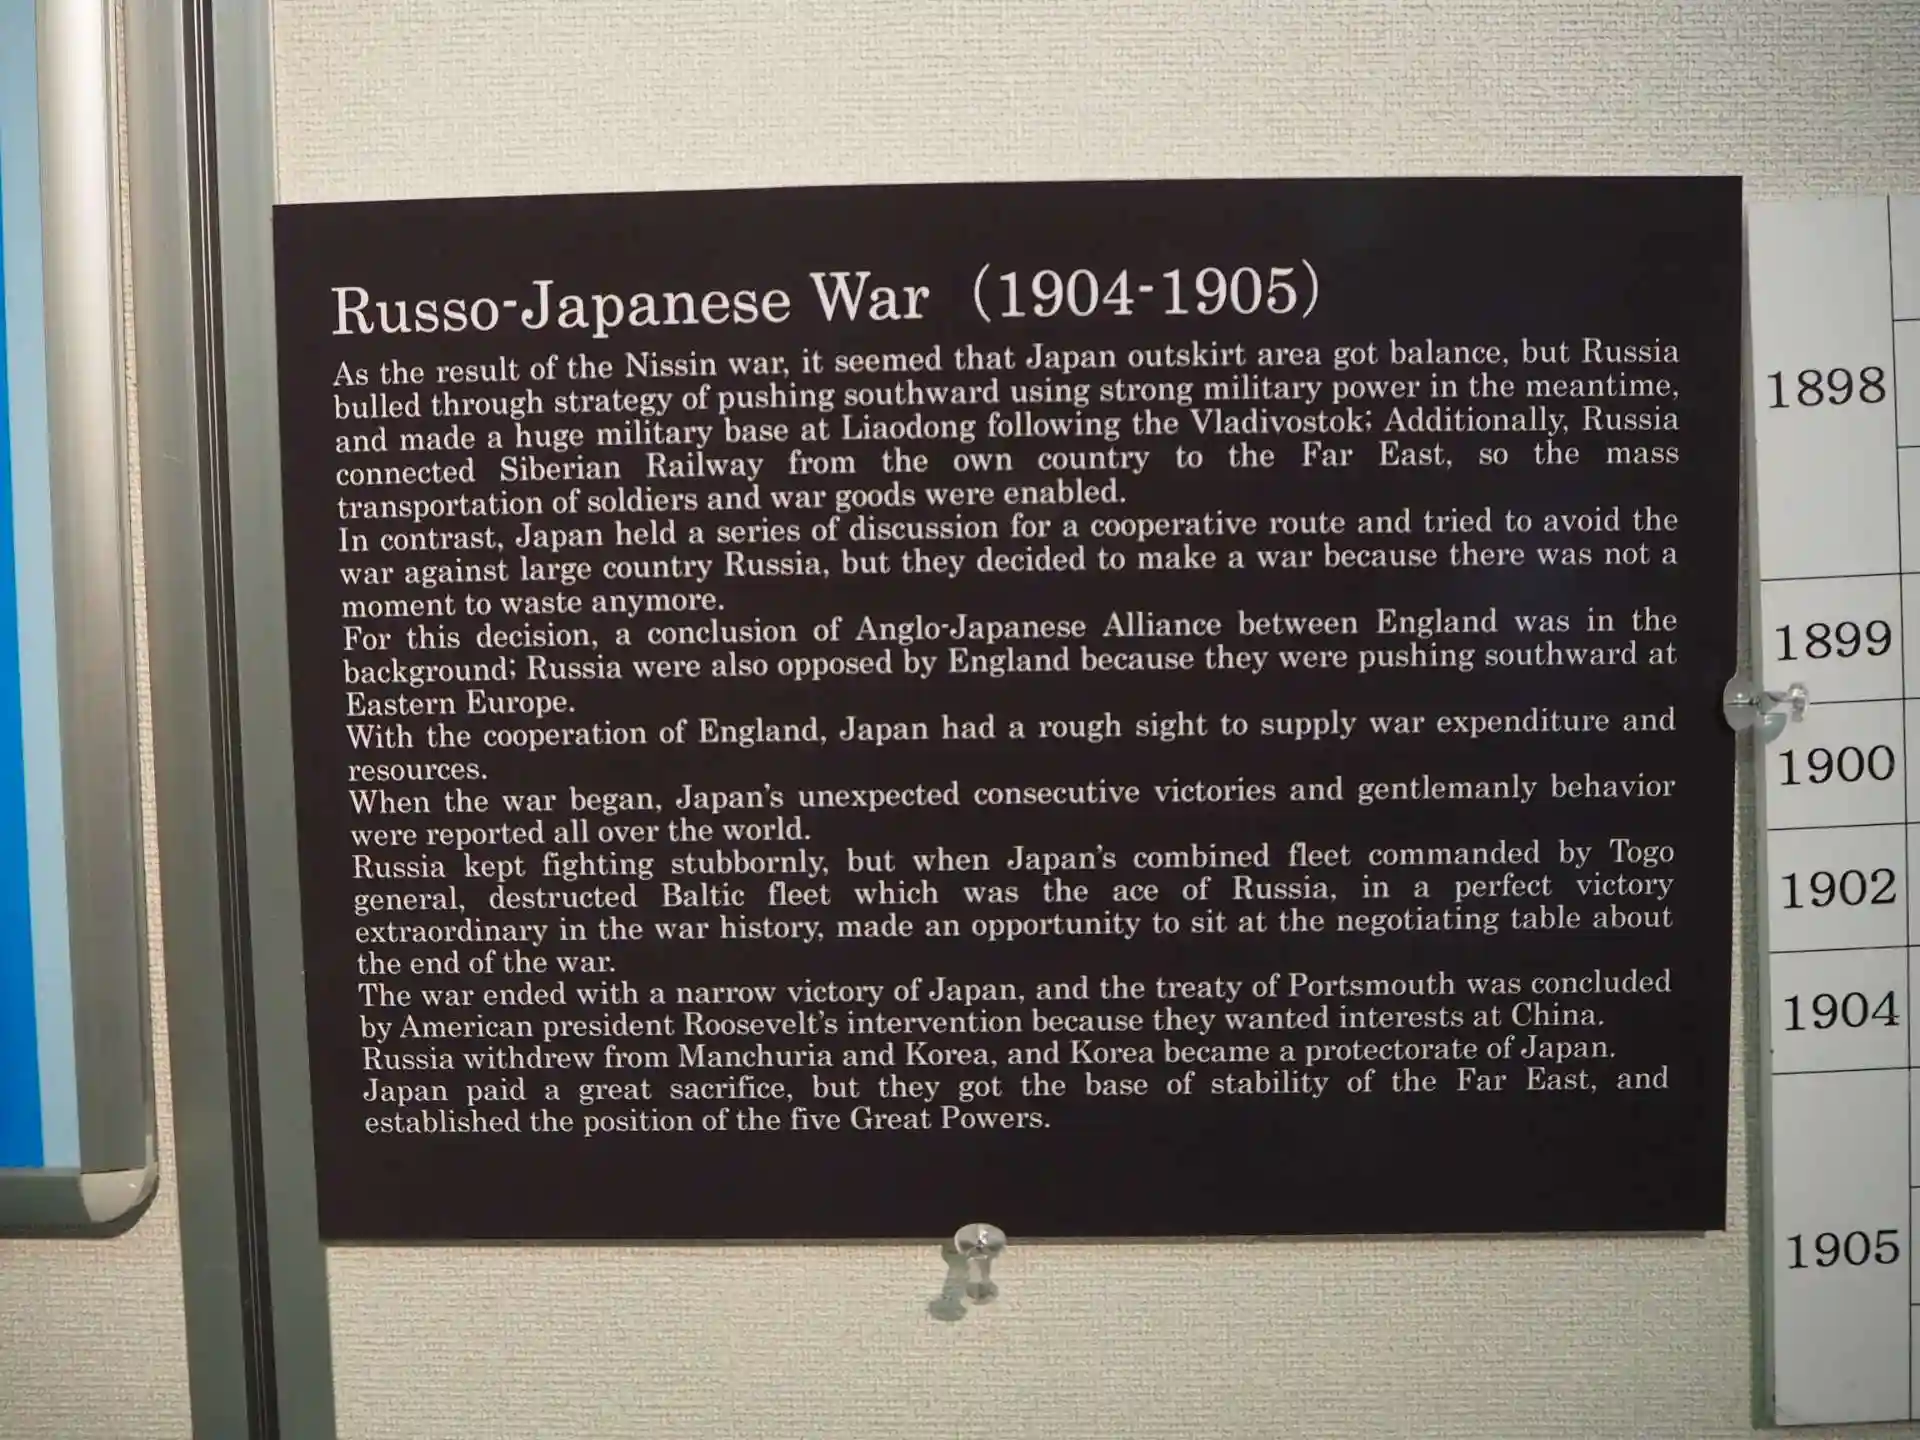 Russo-Japanese War (1904-1905)
As the result of the Nissin war, it seemed that Japan outskirt area got balance, but Russia
bulled through strategy of pushing southward using strong military power in the meantime,
and made a huge military base at Liaodong following the Vladivostok; Additionally, Russia
connected Siberian Railway from the own country to the Far East, so the mass
transportation of soldiers and war goods were enabled.
In contrast, Japan held a series of discussion for a cooperative route and tried to avoid the
war against large country Russia, but they decided to make a war because there was not a
moment to waste anymore.
For this decision, a conclusion of Anglo-Japanese Alliance between England was in the
background; Russia were also opposed by England because they were pushing southward at
Eastern Europe.
With the cooperation of England, Japan had a rough sight to supply war expenditure and
resources.
When the war began, Japan's unexpected consecutive victories and gentlemanly behavior
were reported all over the world.
Russia kept fighting stubbornly, but when Japan's combined fleet commanded by Togo
general, destructed Baltic fleet which was the ace of Russia, in a perfect victory
extraordinary in the war history, made an opportunity to sit at the negotiating table about
the end of the war.
The war ended with a narrow victory of Japan, and the treaty of Portsmouth was concluded
by American president Roosevelt's intervention because they wanted interests at China.
Russia withdrew from Manchuria and Korea, and Korea became a protectorate of Japan.
Japan paid a great sacrifice, but they got the base of stability of the Far East, and
established the position of the five Great Powers.
1898
1899
1900
1902
1904
1905